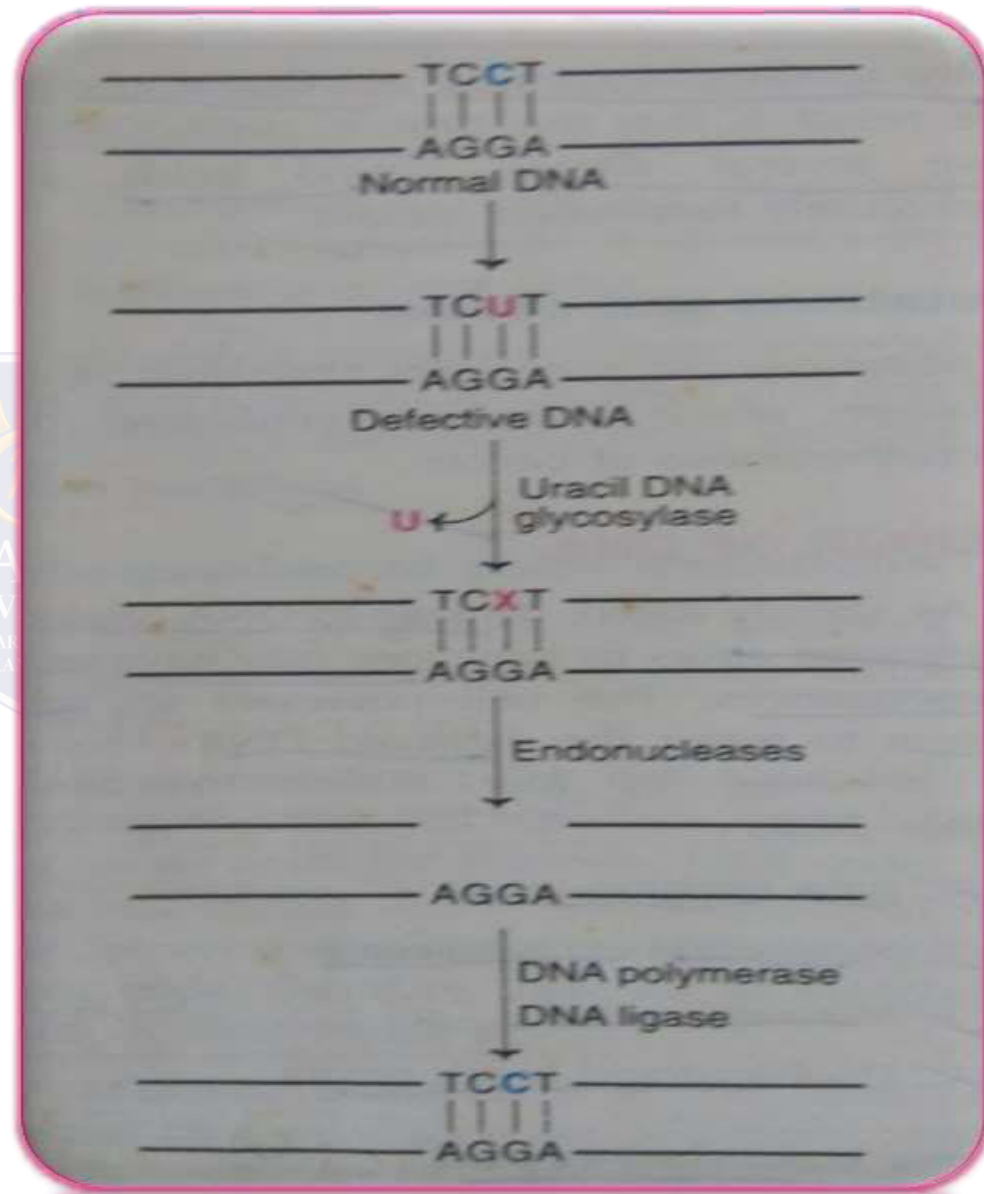 TCCT
AGGA
Normal DNA
TCUT
AGGA
Defective DNA
Uracil DNA
U glycosylase
TCXT
AGGA
Endonucleases
AGGA
DNA polymerase
DNA ligase
TCCT
AGGA